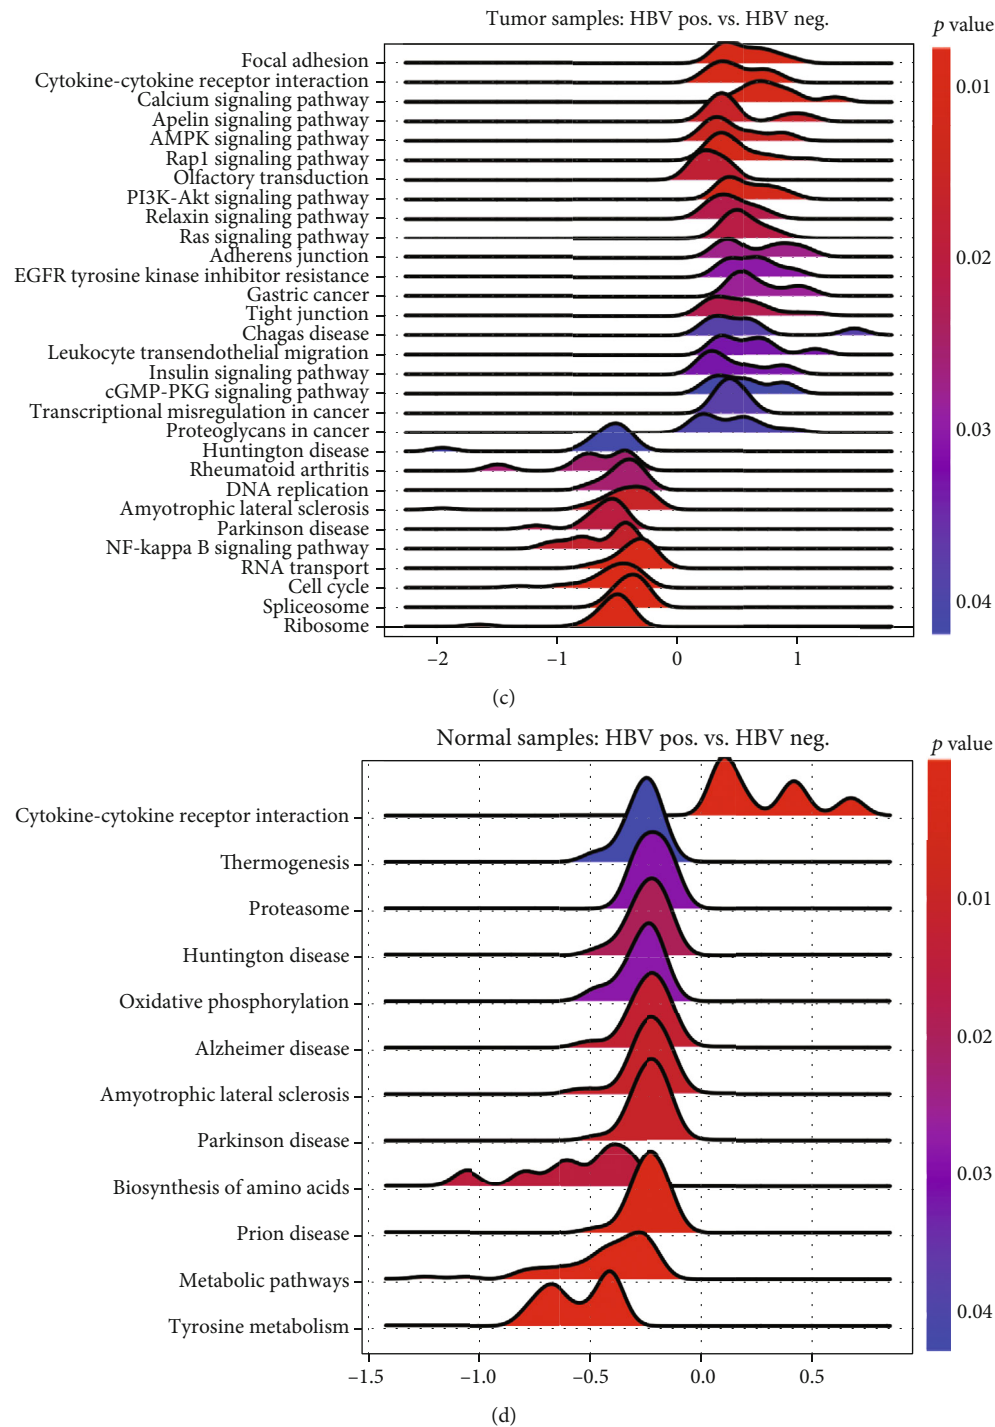 Tumor samples: HBV pos. vs. HBV neg.
p value
Focal adhesion
Cytokine-cytokine receptor interaction
Calcium signaling pathway
Apelin signaling pathway
AMPK signaling pathway
Rap1 signaling pathway
Olfactory transduction
PI3K-Akt signaling pathway
Relaxin signaling pathway
Ras signaling pathway
Adherens junction
EGFR tyrosine kinase inhibitor resistance
Gastric cancer
Tight junction
Chagas disease
Leukocyte transendothelial migration
Insulin signaling pathway
cGMP-PKG signaling pathway
Transcriptional misregulation in cancer
Proteoglycans in cancer
Huntington disease
Rheumatoid arthritis
DNA replication
Amyotrophic lateral sclerosis
Parkinson disease
NF-kappa B signaling pathway
RNA transport
Cell cycle
Spliceosome
Ribosome
0.01
0.02
0.03
0.04
–2 –1 0 1
(c)
Normal samples: HBV pos. vs. HBV neg.
p value
Cytokine-cytokine receptor interaction
Thermogenesis
Proteasome
Huntington disease
Oxidative phosphorylation
Alzheimer disease
Amyotrophic lateral sclerosis
Parkinson disease
Biosynthesis of amino acids
Prion disease
Metabolic pathways
Tyrosine metabolism
0.01
0.02
0.03
0.04
–1.5 –1.0 –0.5 0.0 0.5
(d)